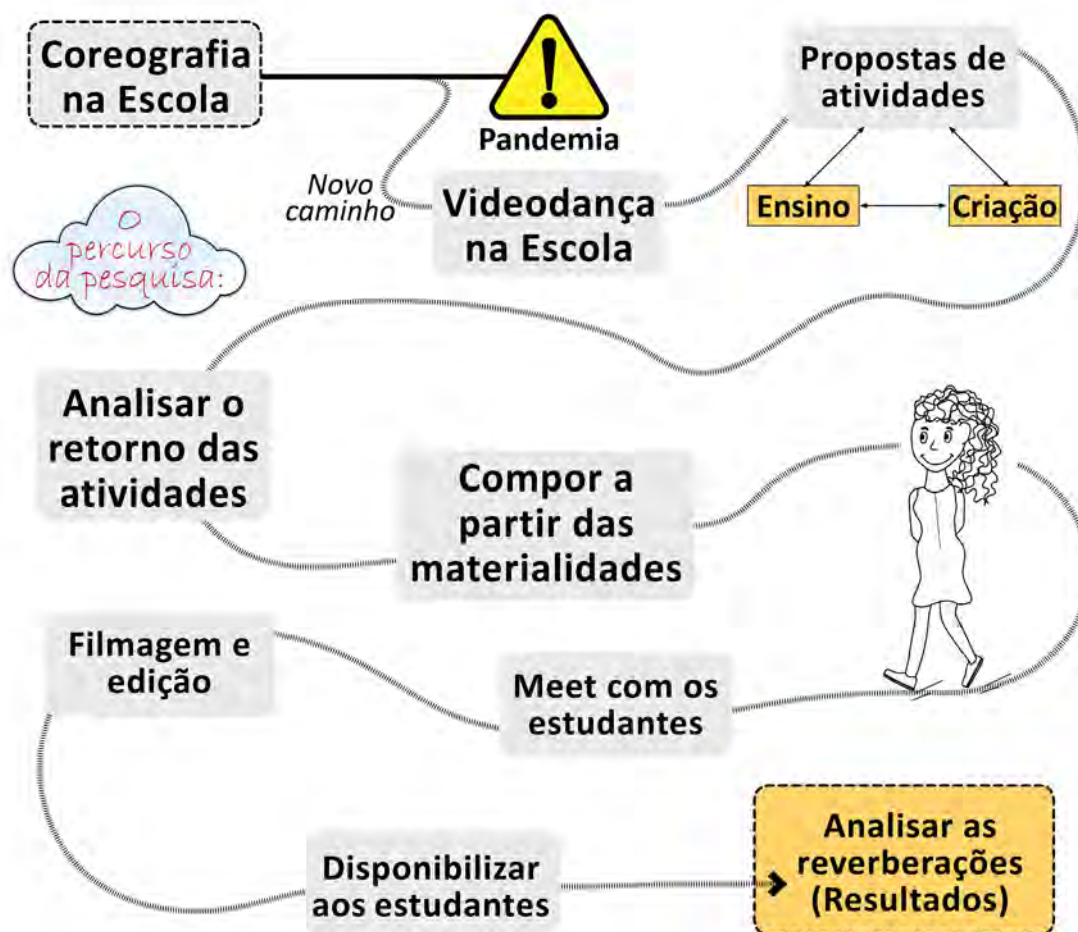 Coreografia
na Escola
Pandemia
Propostas de
atividades
Novo
caminho
Videodança
na Escola
Ensino
Criação
O
percurso
da pesquisa:
Analisar o
retorno das
atividades
Compor a
partir das
materialidades
Filmagem e
edição
Meet com os
estudantes
Disponibilizar
aos estudantes
Analisar as
reverberações
(Resultados)